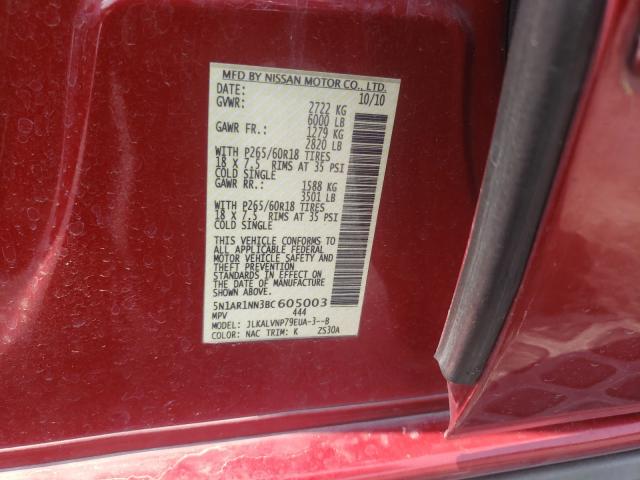 MFD BY NISSAN MOTOR CO., LTD.
DATE: 10/10
GVWR: 2722 KG
6000 LB
GAWR FR.: 1279 KG
2820 LB
WITH P265/60R18 TIRES
18 X 7.5 RIMS AT 35 PSI
COLD SINGLE
GAWR RR.: 1588 KG
3501 LB
WITH P265/60R18 TIRES
18 X 7.5 RIMS AT 35 PSI
COLD SINGLE
THIS VEHICLE CONFORMS TO
ALL APPLICABLE FEDERAL
MOTOR VEHICLE SAFETY AND
THEFT PREVENTION
STANDARDS IN EFFECT ON
THE DATE OF MANUFACTURE
SHOWN ABOVE
5N1AR1NN3BC605003
MPV 444
MODEL: JLKALVNP79EUA-3--B
COLOR: NAC TRIM: K ZS30A